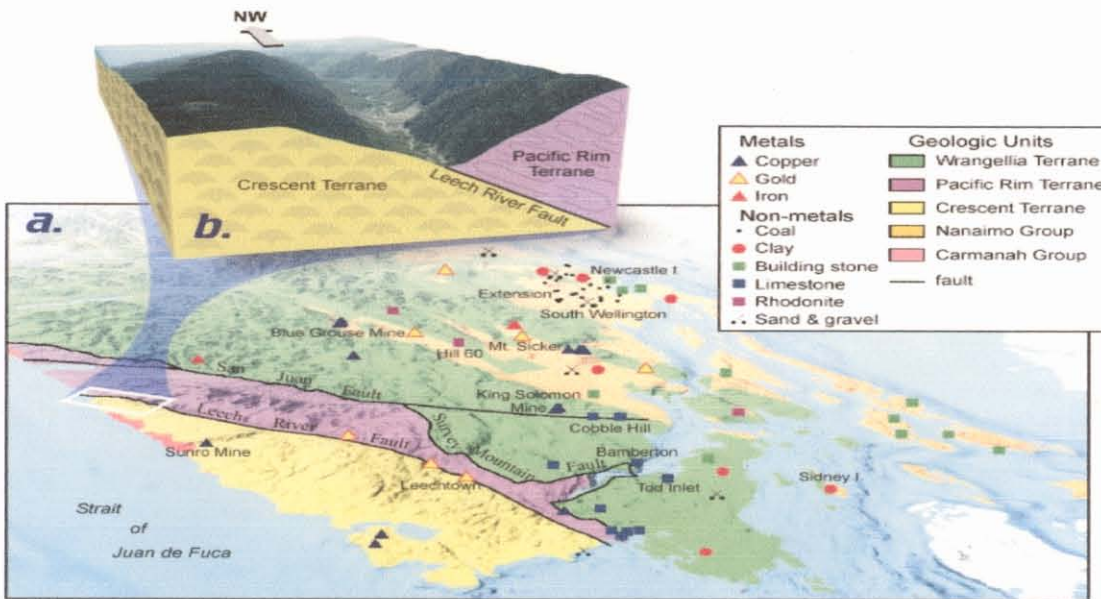 NW
Pacific Rim
Terrane
Crescent Terrane
Leech River Fault
a.
b.
Metals
Copper
Gold
Iron
Non-metals
Coal
Clay
Building stone
Limestone
Rhodonite
Sand & gravel
Geologic Units
Wrangellia Terrane
Pacific Rim Terrane
Crescent Terrane
Nanaimo Group
Carmanah Group
fault
Newcastle I
Extension
South Wellington
Blue Grouse Mine
Mt. Sicker
Hill 60
San Juan Fault
King Solomon
Mine
Cobble Hill
Leech River Fault
Survey Mountain Fault
Bamberton
Sunro Mine
Leechtown
Tod Inlet
Sidney I
Strait
of
Juan de Fuca